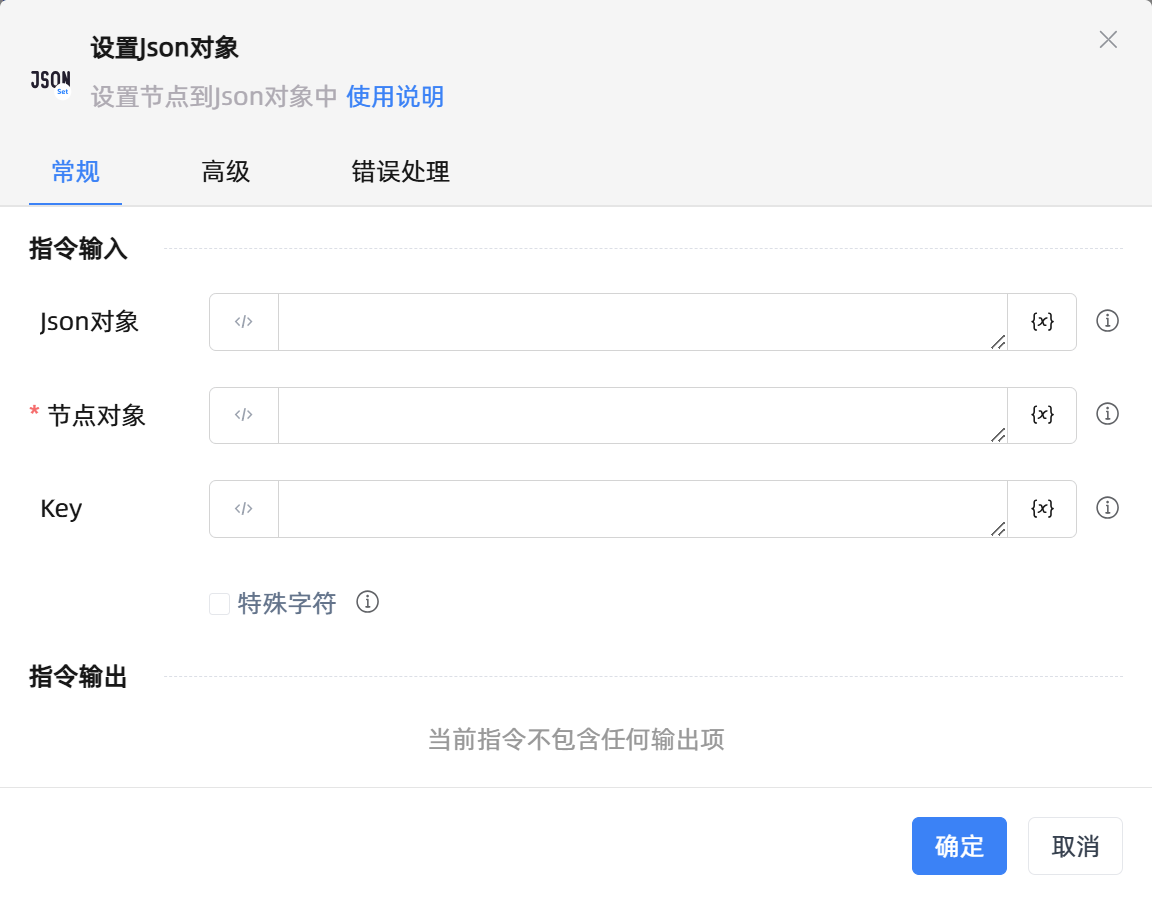 设置Json对象
JSON
Set
设置节点到Json对象中 使用说明
常规 高级 错误处理
指令输入
Json对象 </> {x}
* 节点对象 </> {x}
Key </> {x}
特殊字符
指令输出
当前指令不包含任何输出项
确定 取消